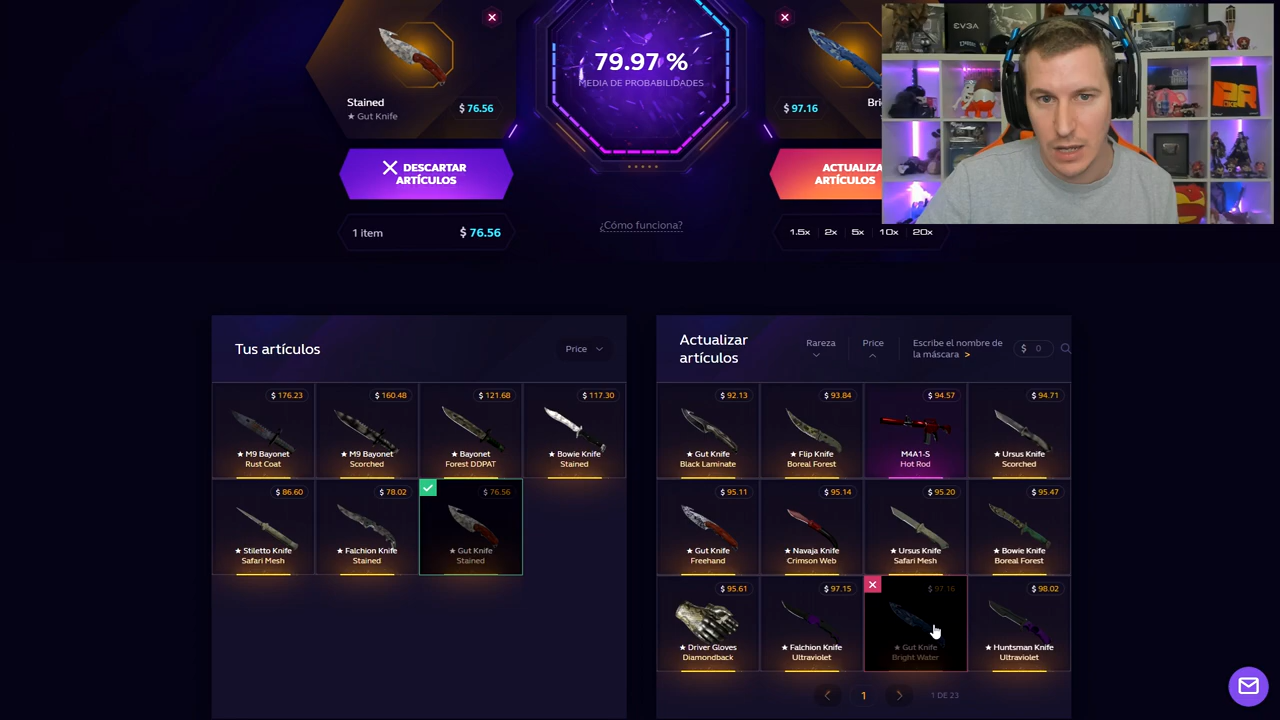 EVGA
79.97 %
MEDIA DE PROBABILIDADES
Stained
★ Gut Knife
$ 76.56
$ 97.16
DESCARTAR
ARTÍCULOS
ARTÍCULOS
1 item
$ 76.56
¿Cómo funciona?
1.5x
2x
5x
10x
20x
Tus artículos
Price
Actualizar
artículos
Rareza
Price
Escribe el nombre de
la máscara >
$ 0
$ 176.23
★ M9 Bayonet
Rust Coat
$ 160.48
★ M9 Bayonet
Scorched
$ 121.68
★ Bayonet
Forest DDPAT
$ 117.30
★ Bowie Knife
Stained
$ 86.60
★ Stiletto Knife
Safari Mesh
$ 78.02
★ Falchion Knife
Stained
$ 76.56
★ Gut Knife
Stained
$ 92.13
★ Gut Knife
Black Laminate
$ 93.84
★ Flip Knife
Boreal Forest
$ 94.57
M4A1-S
Hot Rod
$ 94.71
★ Ursus Knife
Scorched
$ 95.11
★ Gut Knife
Freehand
$ 95.14
★ Navaja Knife
Crimson Web
$ 95.20
★ Ursus Knife
Safari Mesh
$ 95.47
★ Bowie Knife
Boreal Forest
$ 95.61
★ Driver Gloves
Diamondback
$ 97.15
★ Falchion Knife
Ultraviolet
$ 97.16
★ Gut Knife
Bright Water
$ 98.02
★ Huntsman Knife
Ultraviolet
1
1 DE 23